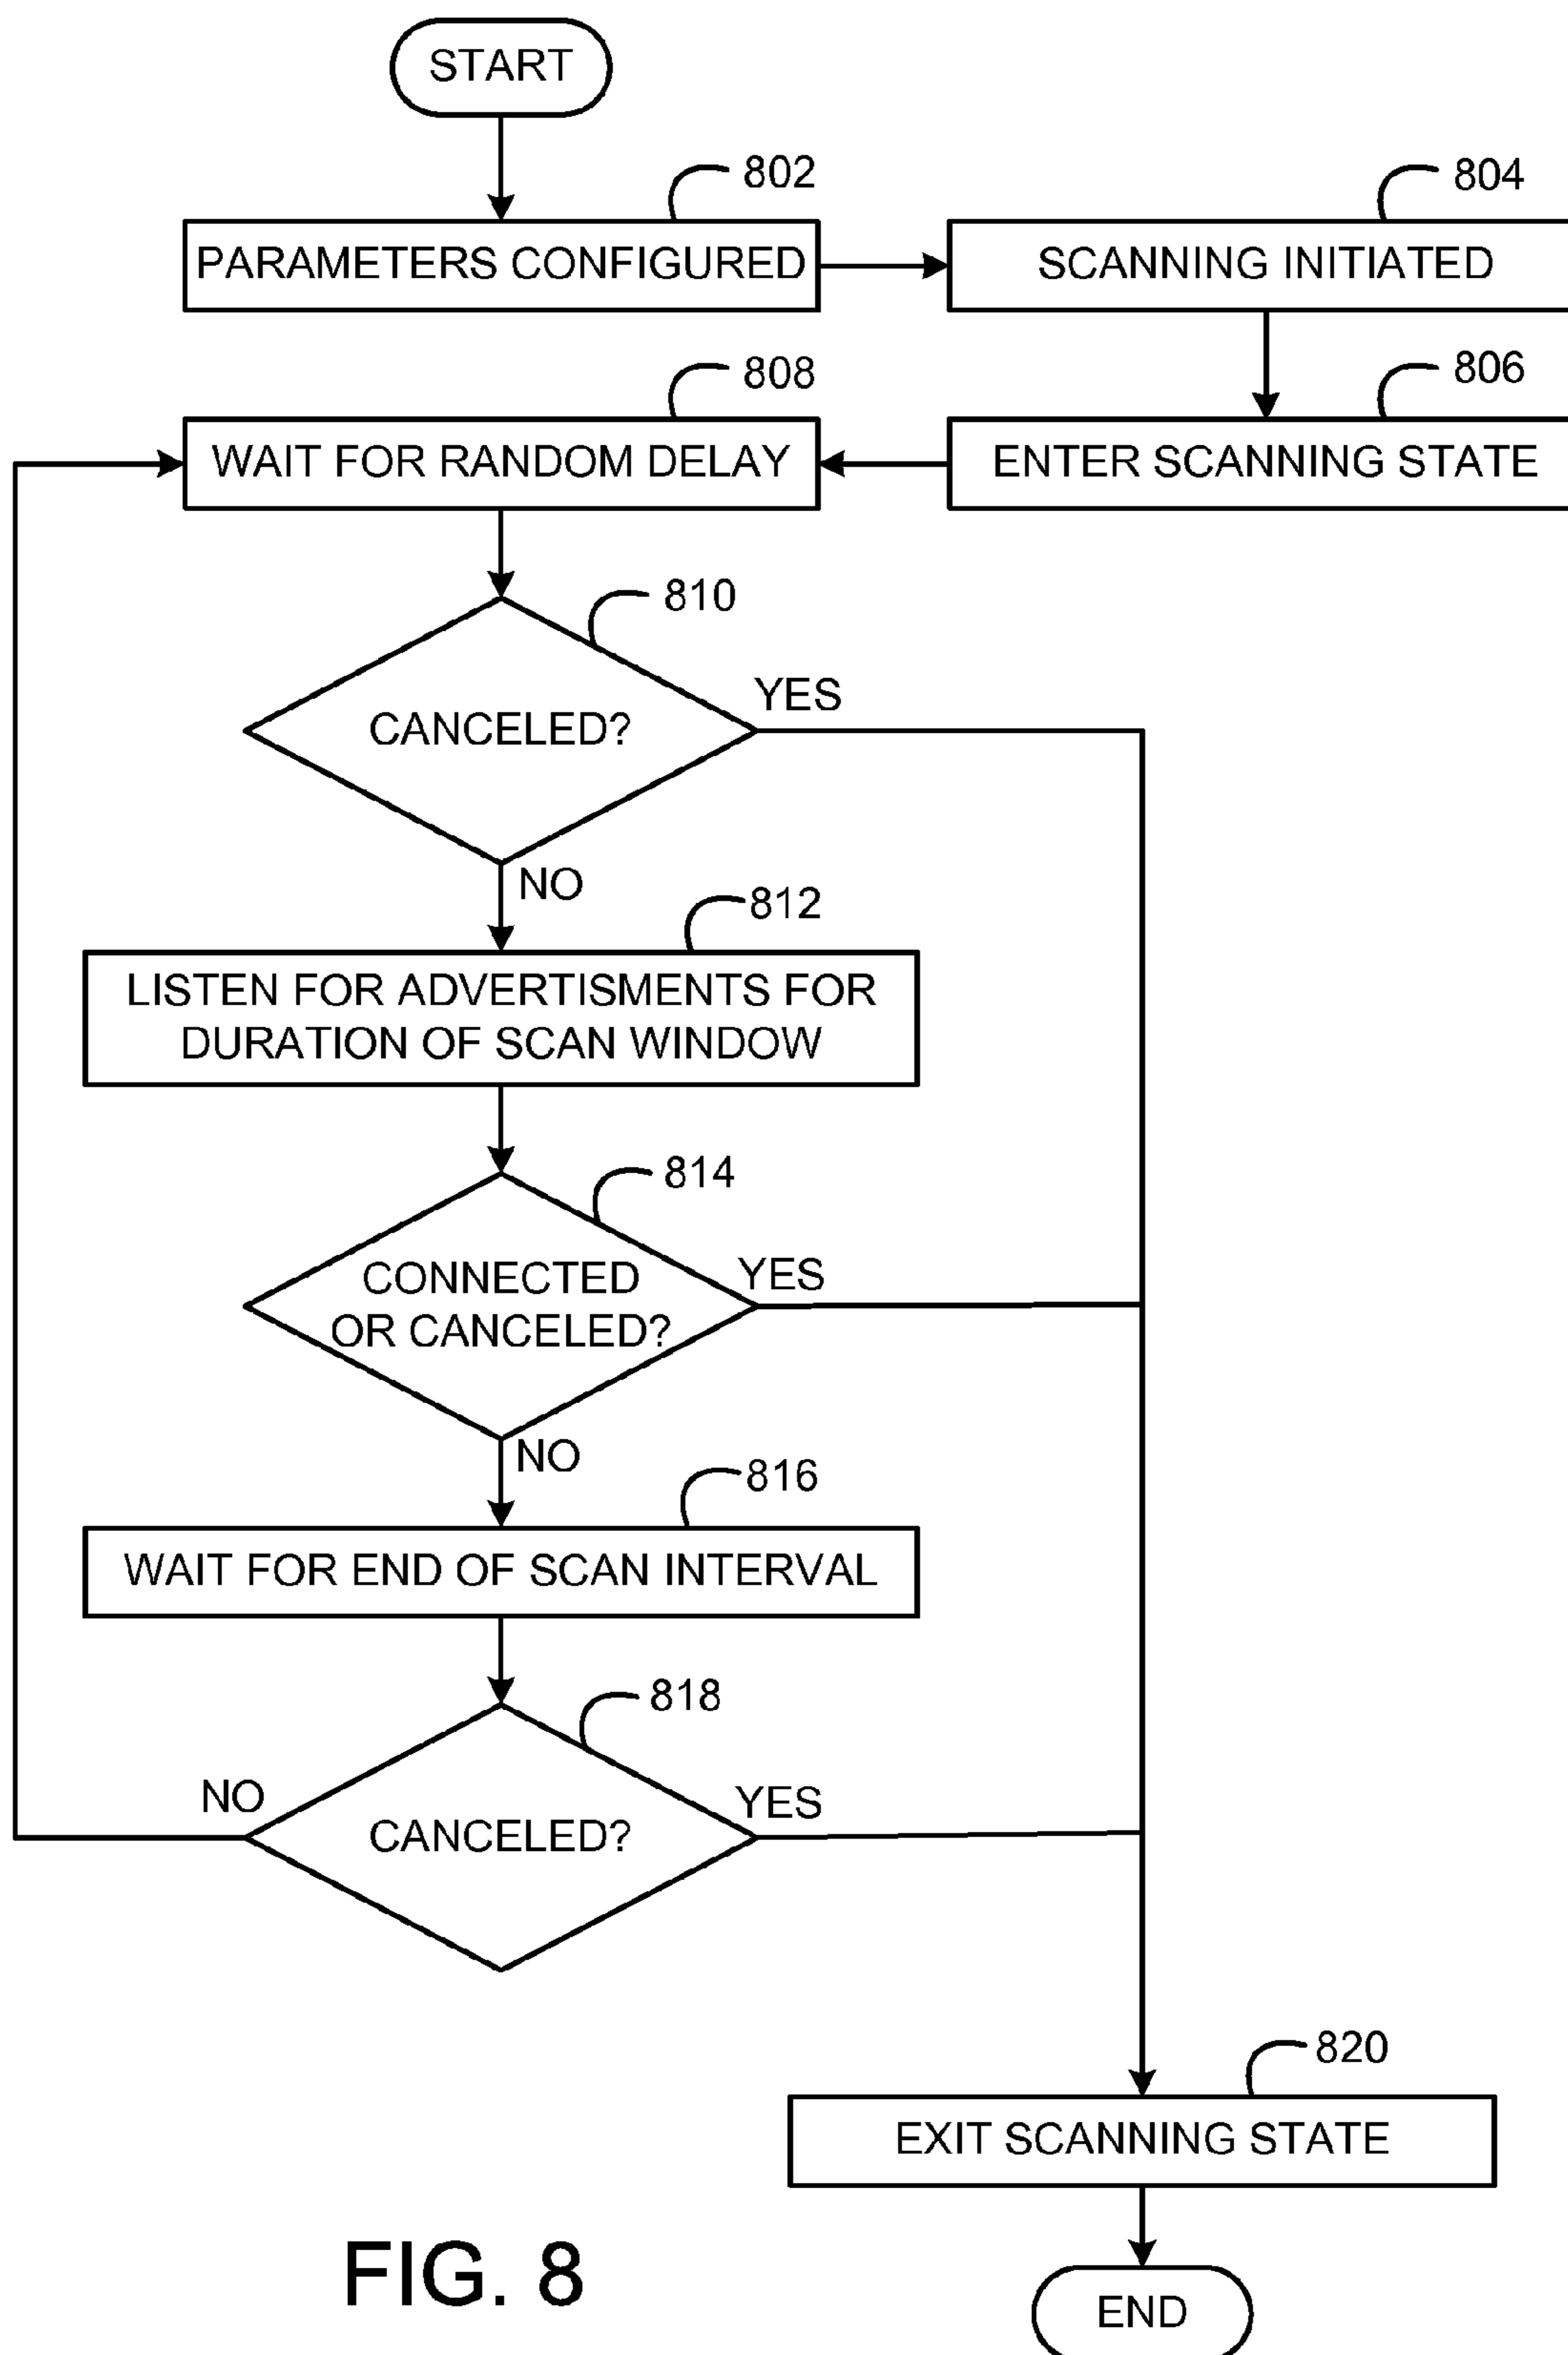 START
802
PARAMETERS CONFIGURED
804
SCANNING INITIATED
808
WAIT FOR RANDOM DELAY
806
ENTER SCANNING STATE
810
CANCELED?
YES
NO
812
LISTEN FOR ADVERTISMENTS FOR
DURATION OF SCAN WINDOW
814
CONNECTED
OR CANCELED?
YES
NO
816
WAIT FOR END OF SCAN INTERVAL
818
NO
CANCELED?
YES
820
EXIT SCANNING STATE
FIG. 8
END